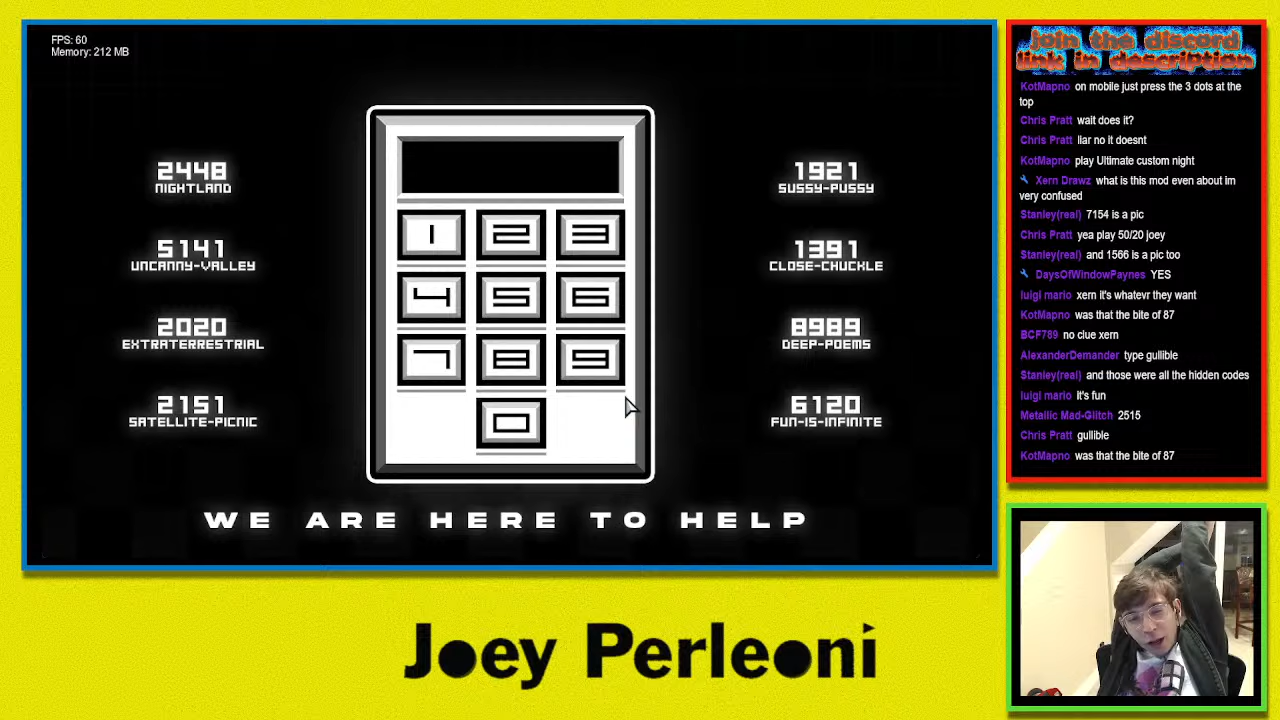 FPS: 60
Memory: 212 MB
2448
NIGHTLAND
5141
UNCANNY-VALLEY
2020
EXTRATERRESTRIAL
2151
SATELLITE-PICNIC
1 2 3
4 5 6
7 8 9
0
1921
SUSSY-PUSSY
1391
CLOSE-CHUCKLE
8989
DEEP-POEMS
6120
FUN-IS-INFINITE
WE ARE HERE TO HELP
join the discord
link in description
KotMapno on mobile just press the 3 dots at the
top
Chris Pratt wait does it?
Chris Pratt liar no it doesnt
KotMapno play Ultimate custom night
Xern Drawz what is this mod even about im
very confused
Stanley(real) 7154 is a pic
Chris Pratt yea play 50/20 joey
Stanley(real) and 1566 is a pic too
DaysOfWindowPaynes YES
luigi mario xern it's whatevr they want
KotMapno was that the bite of 87
BCF789 no clue xern
AlexanderDemander type gullible
Stanley(real) and those were all the hidden codes
luigi mario it's fun
Metallic Mad-Glitch 2515
Chris Pratt gullible
KotMapno was that the bite of 87
Joey Perleoni